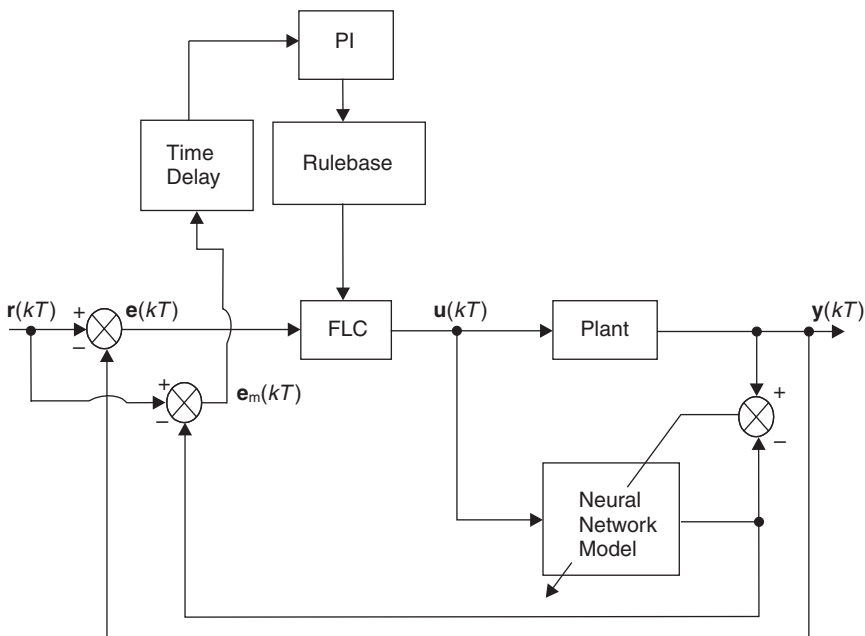 PI
Time
Delay
Rulebase
r(kT)
+
−
e(kT)
FLC
u(kT)
Plant
y(kT)
+
−
e_m(kT)
+
−
Neural
Network
Model